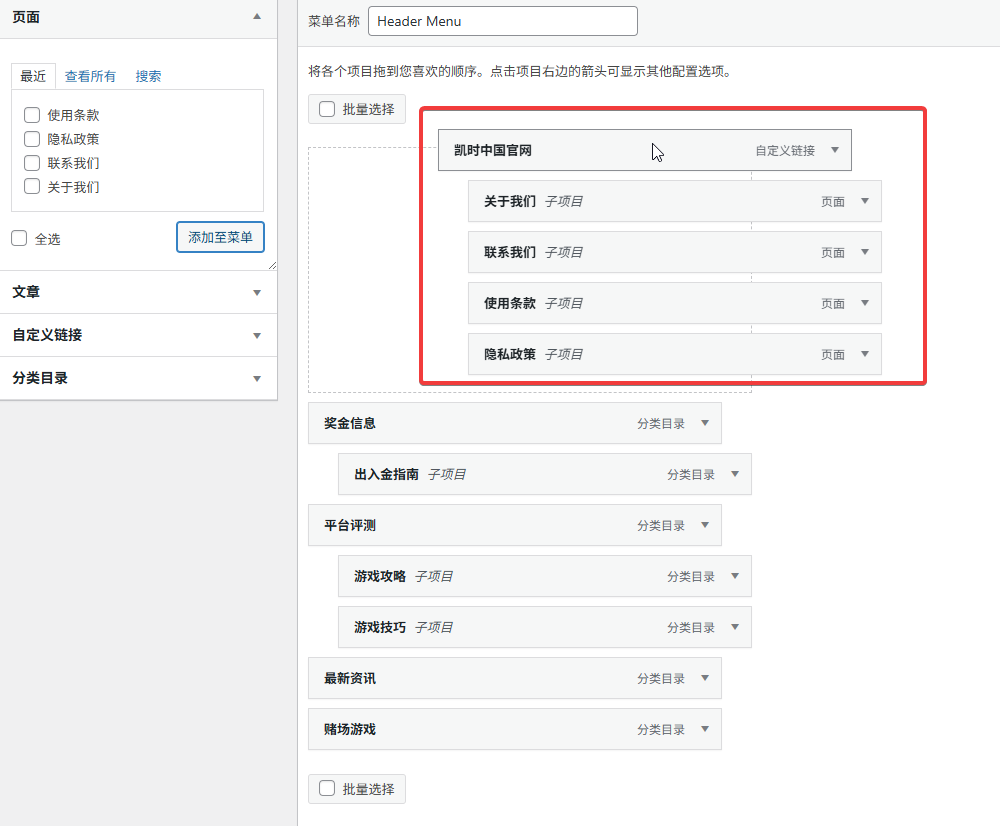 页面
最近 查看所有 搜索
使用条款
隐私政策
联系我们
关于我们
全选 添加至菜单
文章
自定义链接
分类目录
菜单名称 Header Menu
将各个项目拖到您喜欢的顺序。点击项目右边的箭头可显示其他配置选项。
批量选择
凯时中国官网 自定义链接
关于我们 子项目 页面
联系我们 子项目 页面
使用条款 子项目 页面
隐私政策 子项目 页面
奖金信息 分类目录
出入金指南 子项目 分类目录
平台评测 分类目录
游戏攻略 子项目 分类目录
游戏技巧 子项目 分类目录
最新资讯 分类目录
赌场游戏 分类目录
批量选择